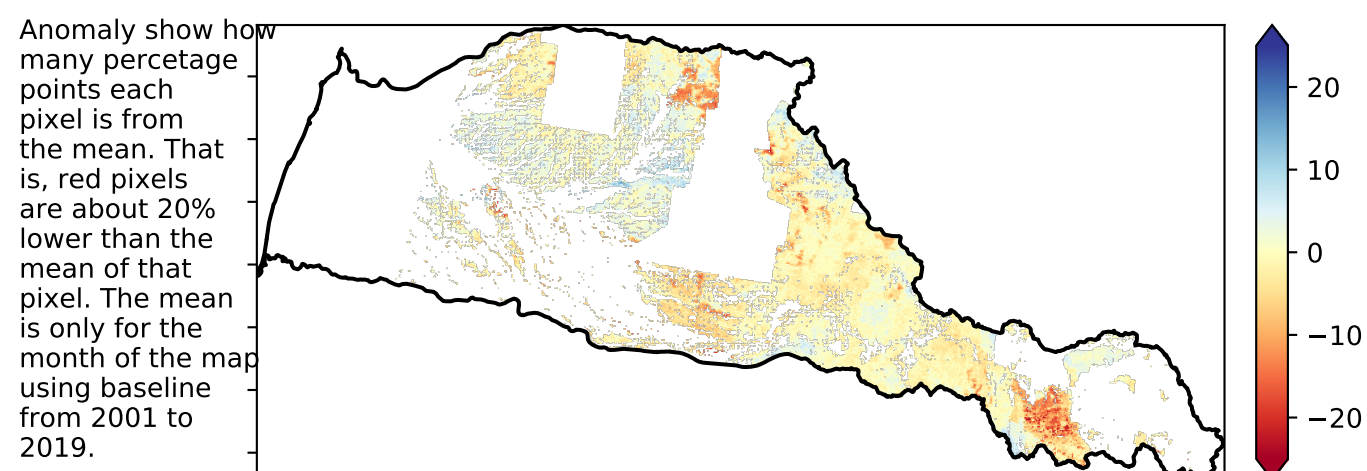 Anomaly show how
many percetage
points each
pixel is from
the mean. That
is, red pixels
are about 20%
lower than the
mean of that
pixel. The mean
is only for the
month of the map
using baseline
from 2001 to
2019.
20
10
0
−10
−20